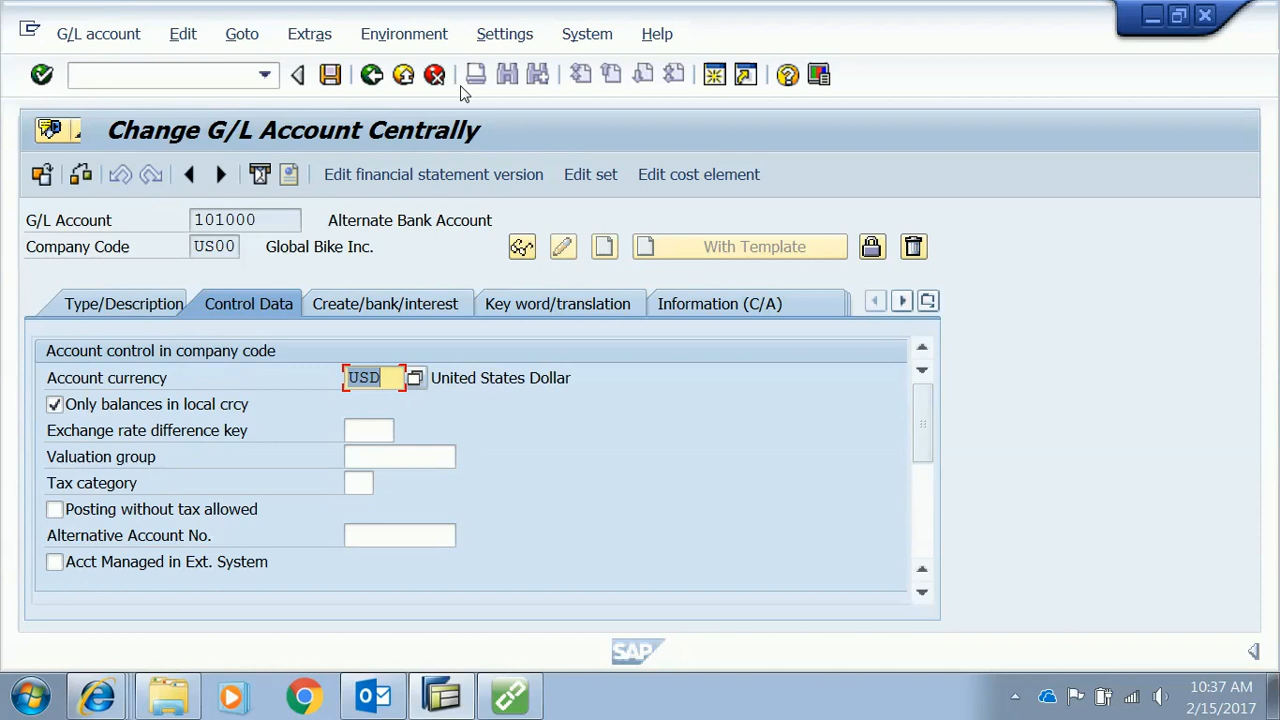 G/L account Edit Goto Extras Environment Settings System Help
Change G/L Account Centrally
Edit financial statement version Edit set Edit cost element
G/L Account 101000 Alternate Bank Account
Company Code US00 Global Bike Inc. With Template
Type/Description Control Data Create/bank/interest Key word/translation Information (C/A)
Account control in company code
Account currency USD United States Dollar
Only balances in local crcy
Exchange rate difference key
Valuation group
Tax category
Posting without tax allowed
Alternative Account No.
Acct Managed in Ext. System
SAP
10:37 AM
2/15/2017